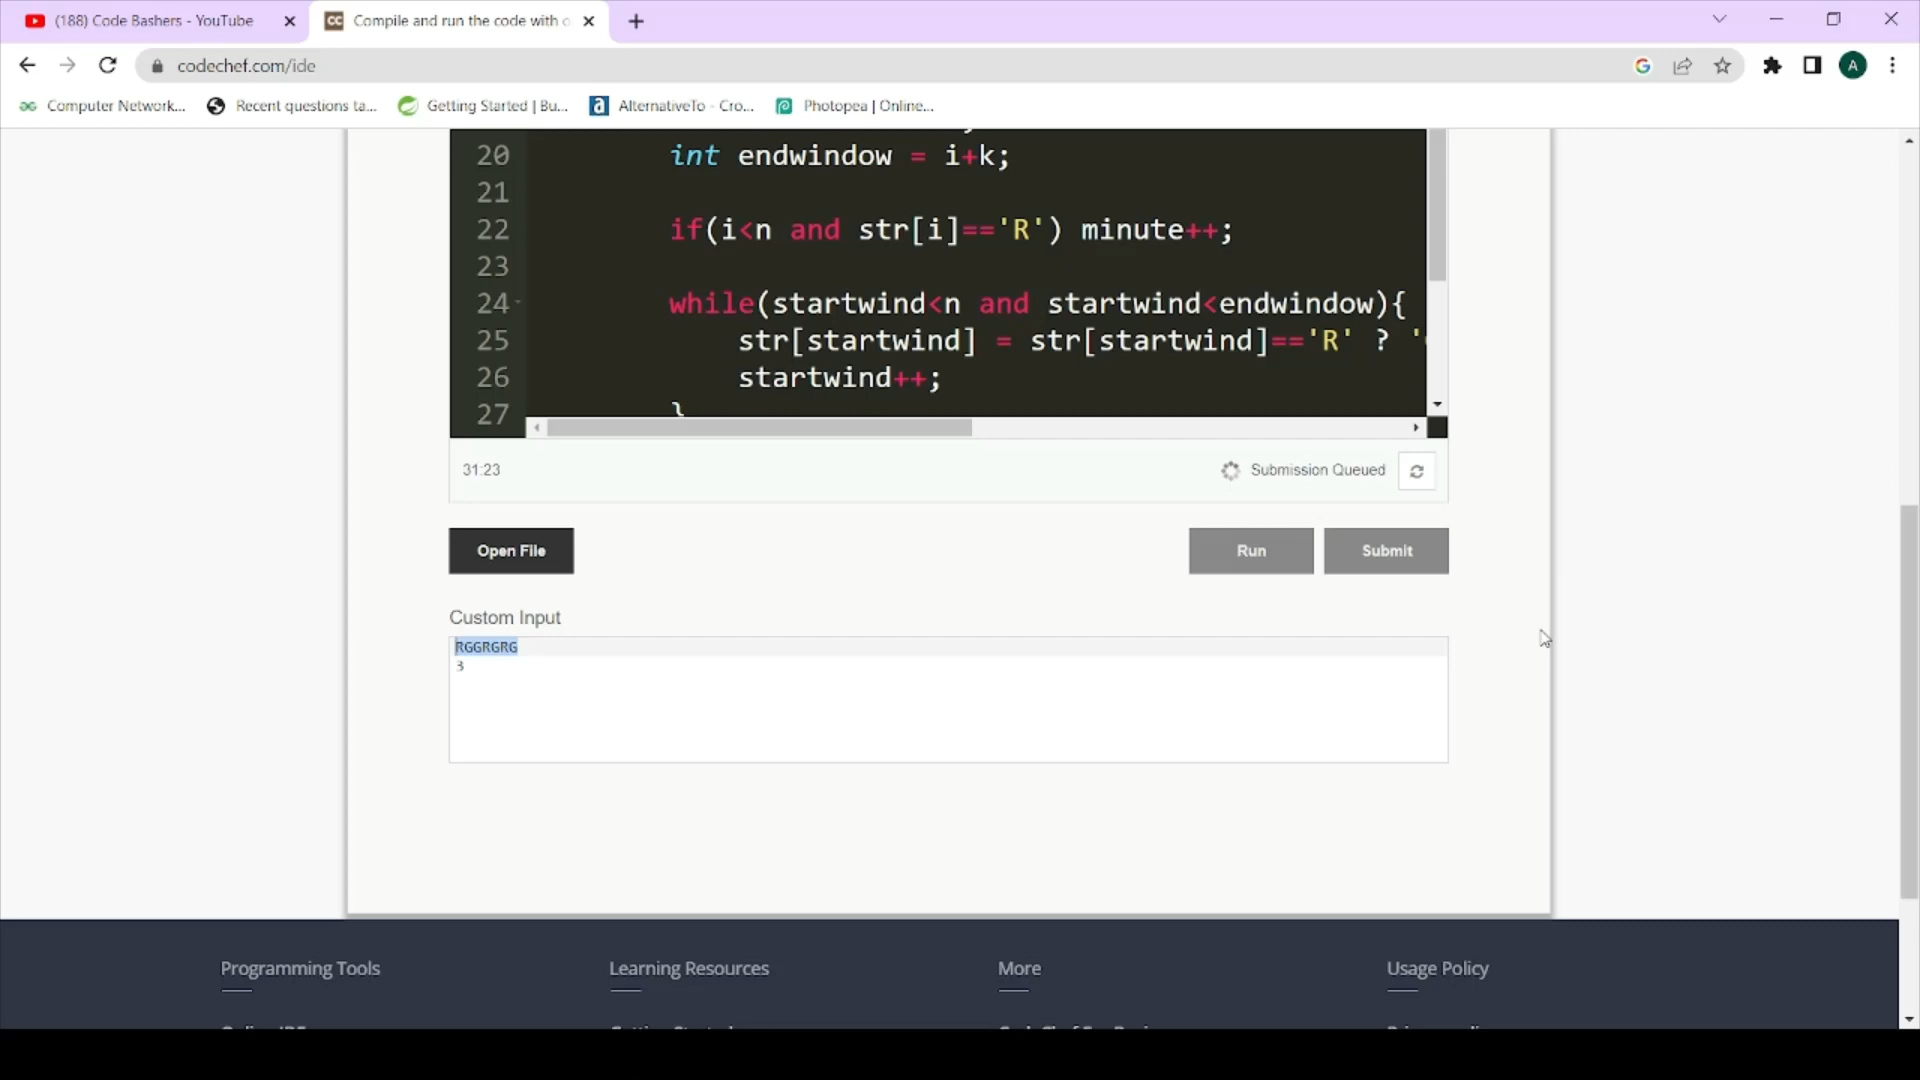 (188) Code Bashers - YouTube
Compile and run the code with o
codechef.com/ide
A
Computer Network...
Recent questions ta...
Getting Started | Bu...
AlternativeTo - Cro...
Photopea | Online...
20 int endwindow = i+k;
21
22 if(i<n and str[i]=='R') minute++;
23
24 while(startwind<n and startwind<endwindow){
25 str[startwind] = str[startwind]=='R' ? '
26 startwind++;
27 }
31:23
Submission Queued
Open File
Run
Submit
Custom Input
RGGRGRG
3
Programming Tools
Learning Resources
More
Usage Policy